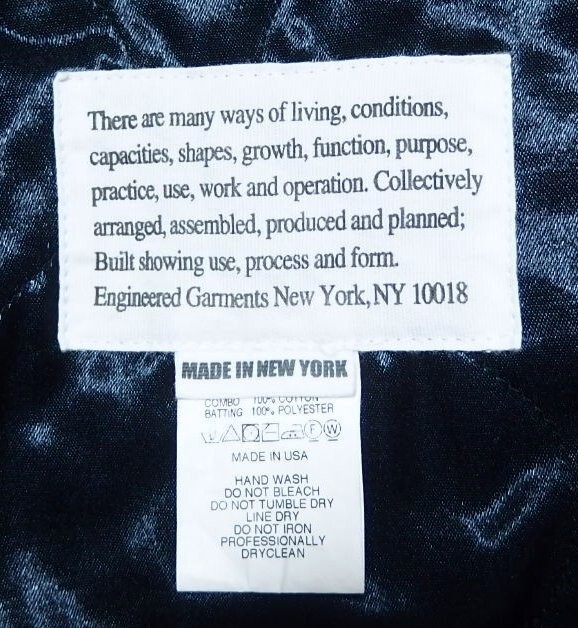 There are many ways of living, conditions,
capacities, shapes, growth, function, purpose,
practice, use, work and operation. Collectively
arranged, assembled, produced and planned;
Built showing use, process and form.
Engineered Garments New York, NY 10018
MADE IN NEW YORK
COMBO 100% COTTON
BATTING 100% POLYESTER
F W
MADE IN USA
HAND WASH
DO NOT BLEACH
DO NOT TUMBLE DRY
LINE DRY
DO NOT IRON
PROFESSIONALLY
DRYCLEAN